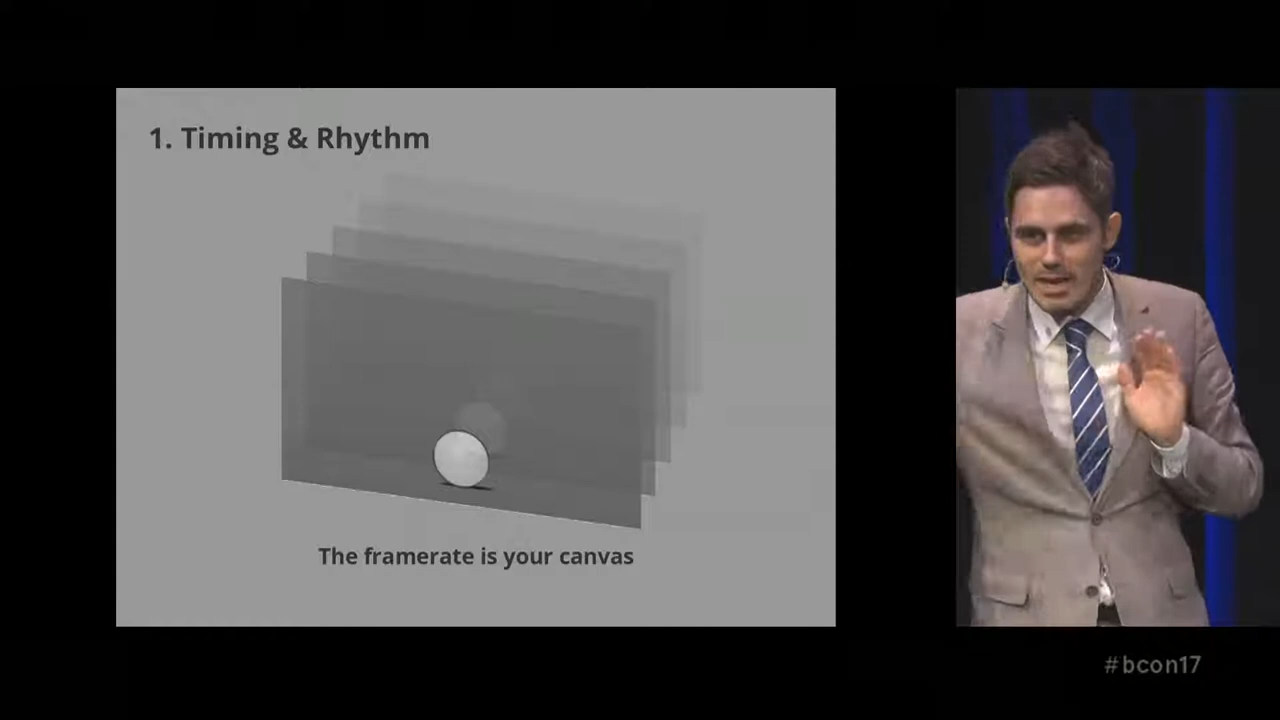 1. Timing & Rhythm
The framerate is your canvas
#bcon17